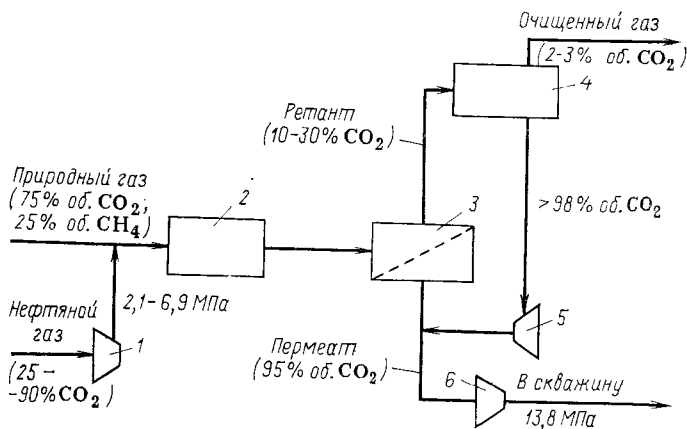 Очищенный газ
(2-3% об. CO₂)
4
Ретант
(10-30% CO₂)
Природный газ
(75% об. CO₂;
25% об. CH₄)
2
3
>98% об. CO₂
2,1-6,9 МПа
Нефтяной
газ
1
(25-
-90% CO₂)
5
Пермеат
(95% об. CO₂)
6
В скважину
13,8 МПа